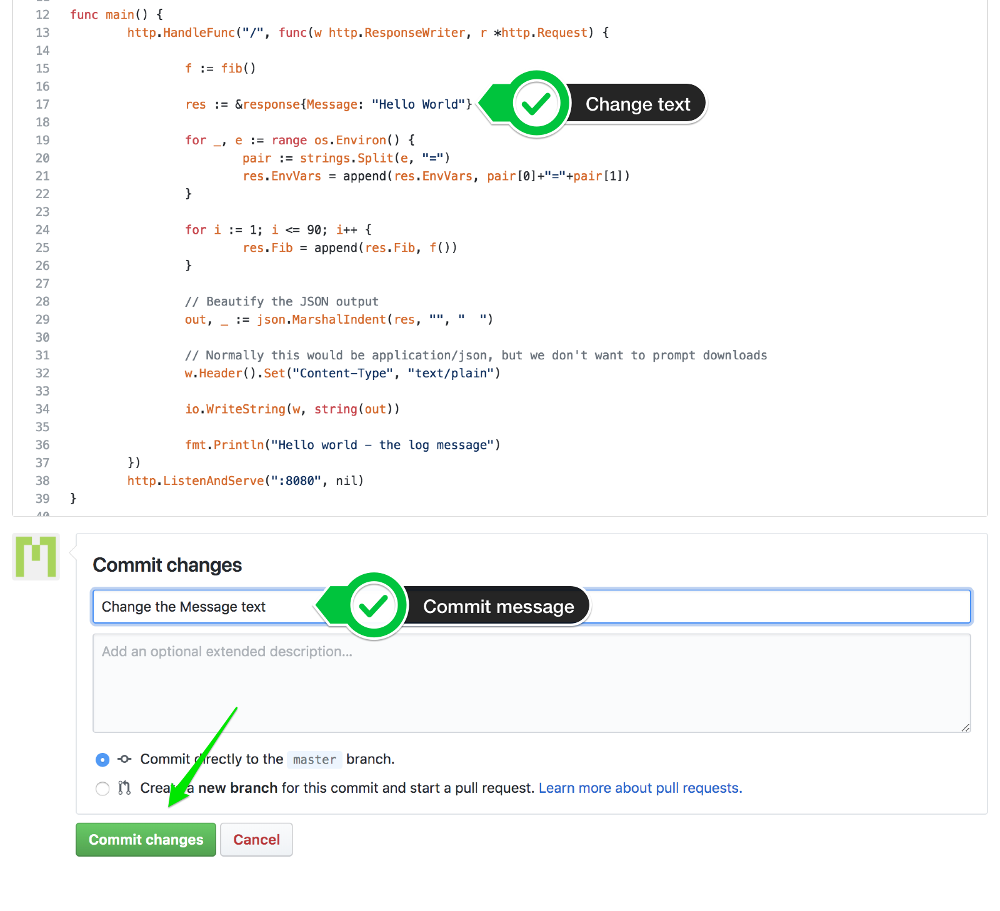 12 func main() {
13 http.HandleFunc("/", func(w http.ResponseWriter, r *http.Request) {
14
15 f := fib()
16
17 res := &response{Message: "Hello World"} Change text
18
19 for _, e := range os.Environ() {
20 pair := strings.Split(e, "=")
21 res.EnvVars = append(res.EnvVars, pair[0]+"="+pair[1])
22 }
23
24 for i := 1; i <= 90; i++ {
25 res.Fib = append(res.Fib, f())
26 }
27
28 // Beautify the JSON output
29 out, _ := json.MarshalIndent(res, "", "  ")
30
31 // Normally this would be application/json, but we don't want to prompt downloads
32 w.Header().Set("Content-Type", "text/plain")
33
34 io.WriteString(w, string(out))
35
36 fmt.Println("Hello world - the log message")
37 })
38 http.ListenAndServe(":8080", nil)
39 }
Commit changes
Change the Message text Commit message
Add an optional extended description...
Commit directly to the master branch.
Create a new branch for this commit and start a pull request. Learn more about pull requests.
Commit changes Cancel